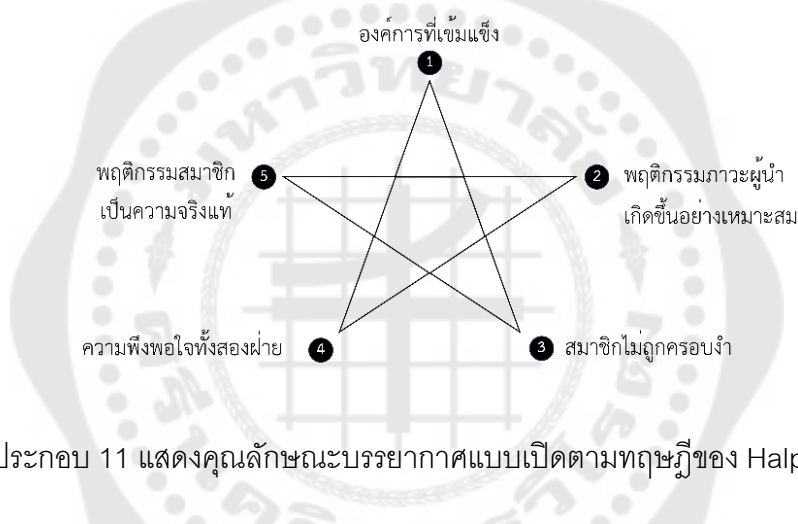 องค์การที่เข้มแข็ง
1
พฤติกรรมสมาชิก
เป็นความจริงแท้
5
2
พฤติกรรมภาวะผู้นำ
เกิดขึ้นอย่างเหมาะสม
ความพึงพอใจทั้งสองฝ่าย
4
3
สมาชิกไม่ถูกครอบงำ
ประกอบ 11 แสดงคุณลักษณะบรรยากาศแบบเปิดตามทฤษฎีของ Halp